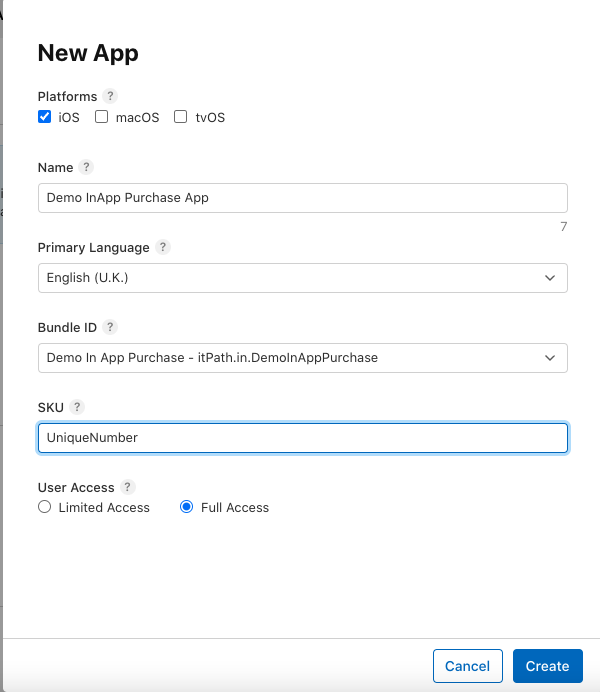 New App
Platforms ?
iOS macOS tvOS
Name ?
Demo InApp Purchase App
7
Primary Language ?
English (U.K.)
Bundle ID ?
Demo In App Purchase - itPath.in.DemoInAppPurchase
SKU ?
UniqueNumber
User Access ?
Limited Access Full Access
Cancel Create